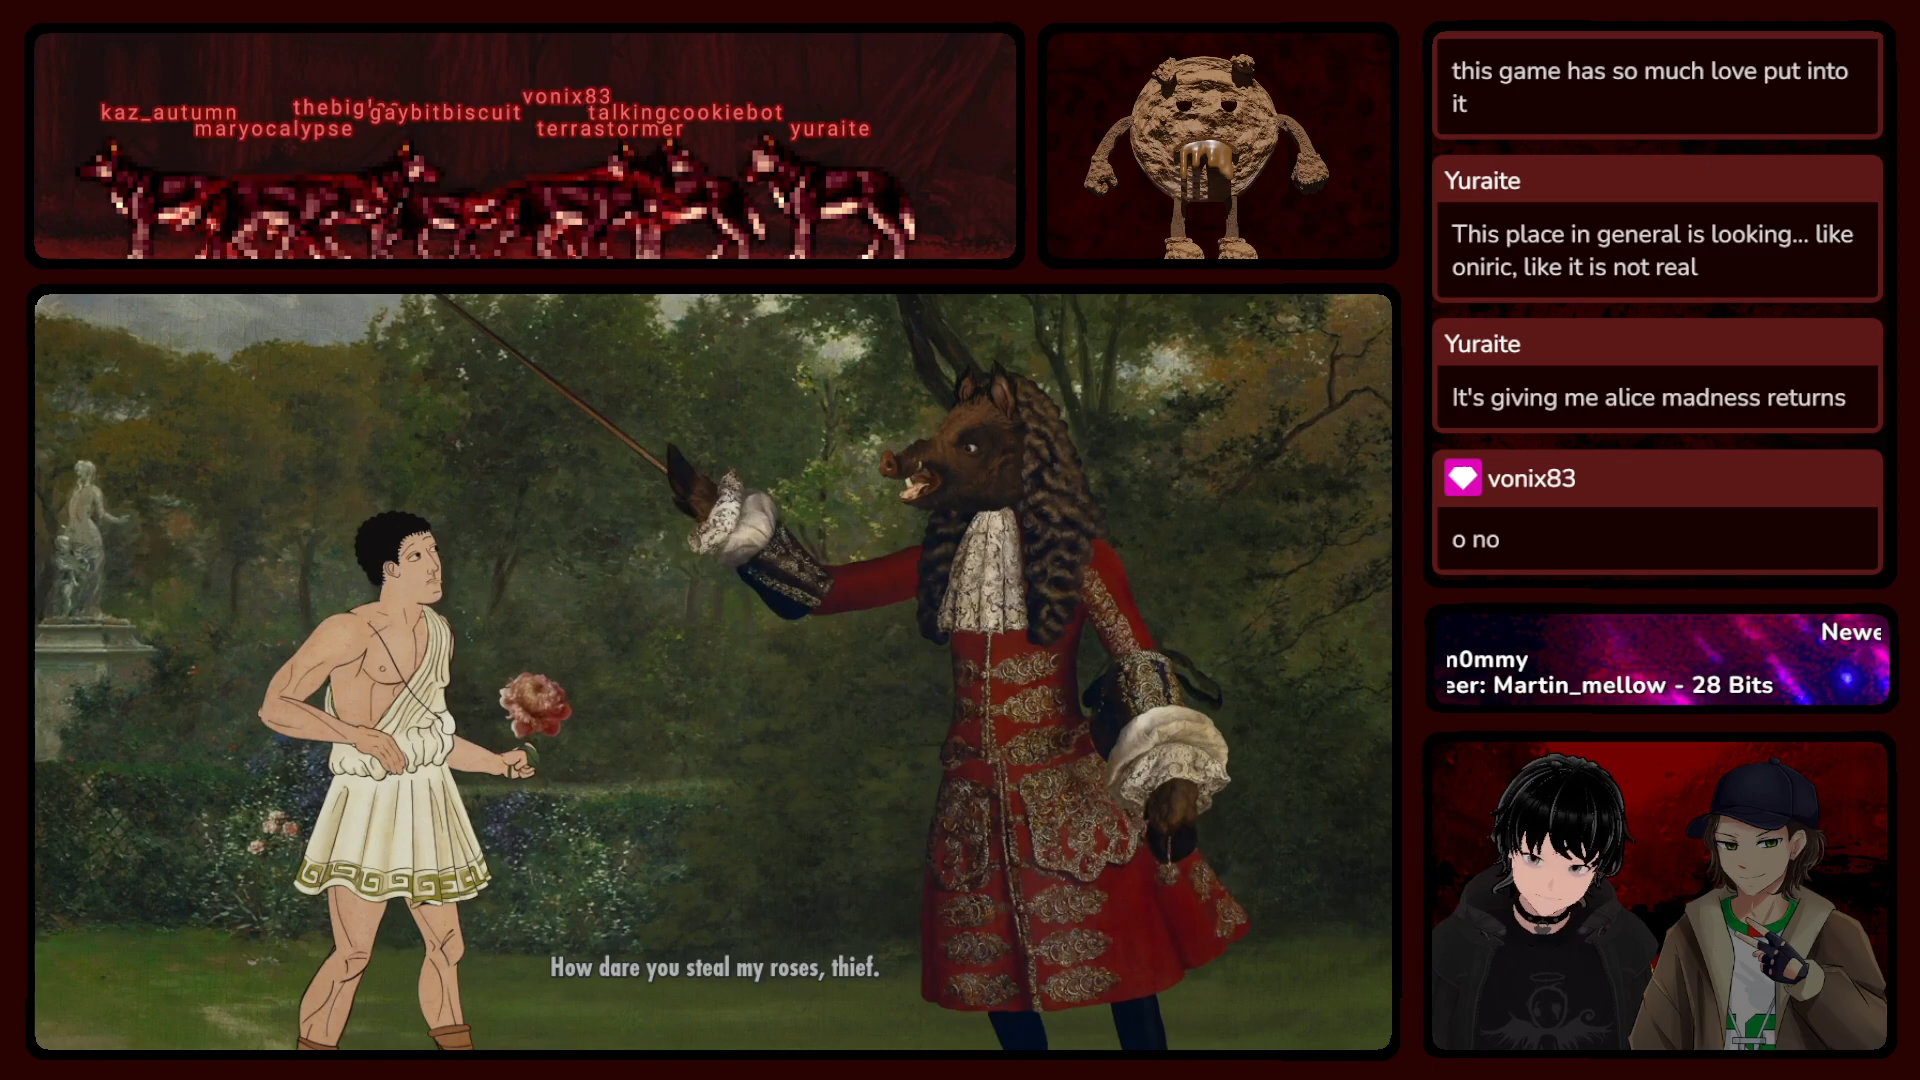 kaz_autumn
maryocalypse
gaybitbiscuit
vonix83
terrastormer
talkingcookiebot
yuraite
this game has so much love put into
it
Yuraite
This place in general is looking... like
oniric, like it is not real
Yuraite
It's giving me alice madness returns
vonix83
o no
Newe
n0mmy
eer: Martin_mellow - 28 Bits
How dare you steal my roses, thief.